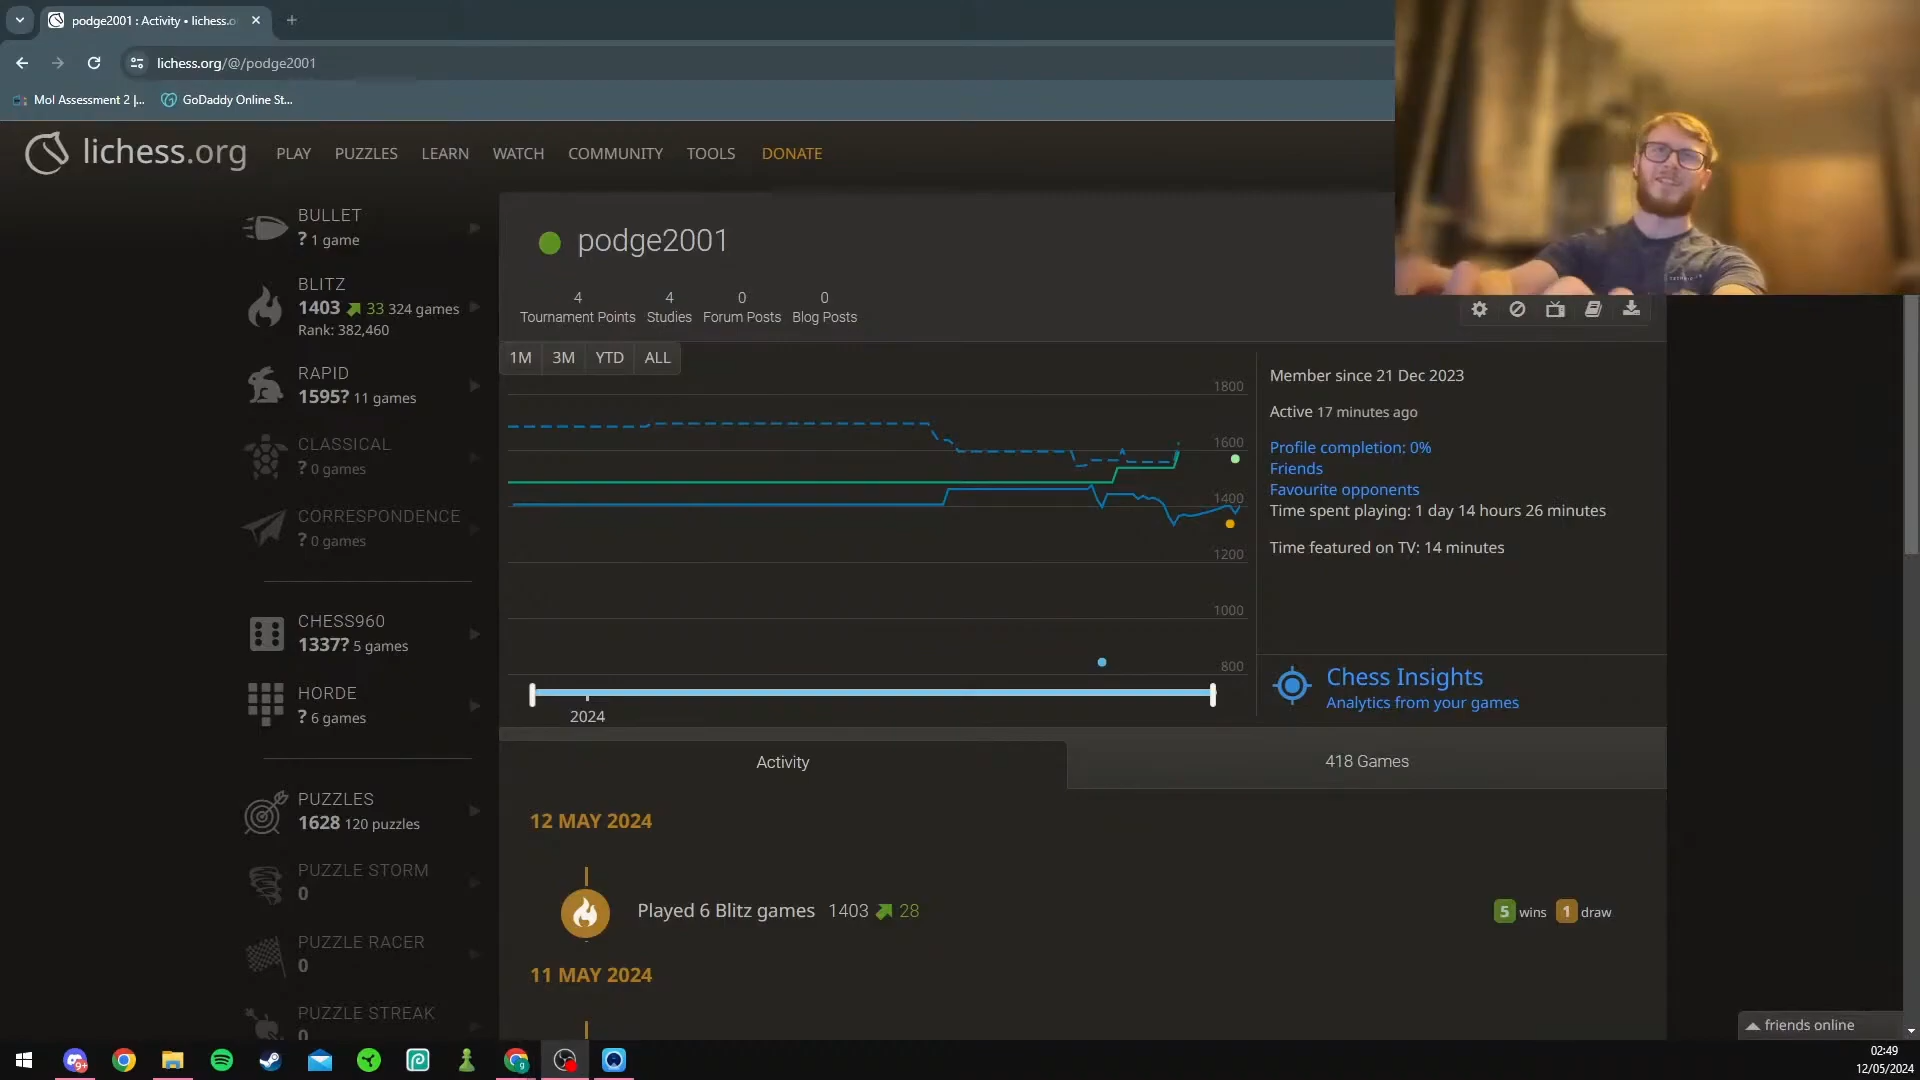 podge2001 : Activity • lichess.o
lichess.org/@/podge2001
Mol Assessment 2 |...
GoDaddy Online St...
lichess.org
PLAY
PUZZLES
LEARN
WATCH
COMMUNITY
TOOLS
DONATE
BULLET
? 1 game
BLITZ
1403 33 324 games
Rank: 382,460
RAPID
1595? 11 games
CLASSICAL
? 0 games
CORRESPONDENCE
? 0 games
CHESS960
1337? 5 games
HORDE
? 6 games
PUZZLES
1628 120 puzzles
PUZZLE STORM
0
PUZZLE RACER
0
PUZZLE STREAK
0
podge2001
4
Tournament Points
4
Studies
0
Forum Posts
0
Blog Posts
1M
3M
YTD
ALL
1800
1600
1400
1200
1000
800
2024
Member since 21 Dec 2023
Active 17 minutes ago
Profile completion: 0%
Friends
Favourite opponents
Time spent playing: 1 day 14 hours 26 minutes
Time featured on TV: 14 minutes
Chess Insights
Analytics from your games
Activity
418 Games
12 MAY 2024
Played 6 Blitz games 1403 28
5 wins 1 draw
11 MAY 2024
friends online
9+
02:49
12/05/2024